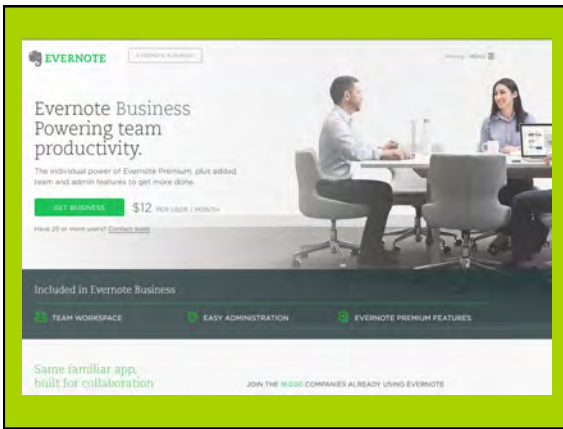 EVERNOTE
EVERNOTE BUSINESS
MENU
Evernote Business
Powering team
productivity.
The individual power of Evernote Premium, plus added
team and admin features to get more done.
GET BUSINESS $12 PER USER / MONTH
Have 25 or more users? Contact sales
Included in Evernote Business
TEAM WORKSPACE EASY ADMINISTRATION EVERNOTE PREMIUM FEATURES
Same familiar app,
built for collaboration
JOIN THE COMPANIES ALREADY USING EVERNOTE